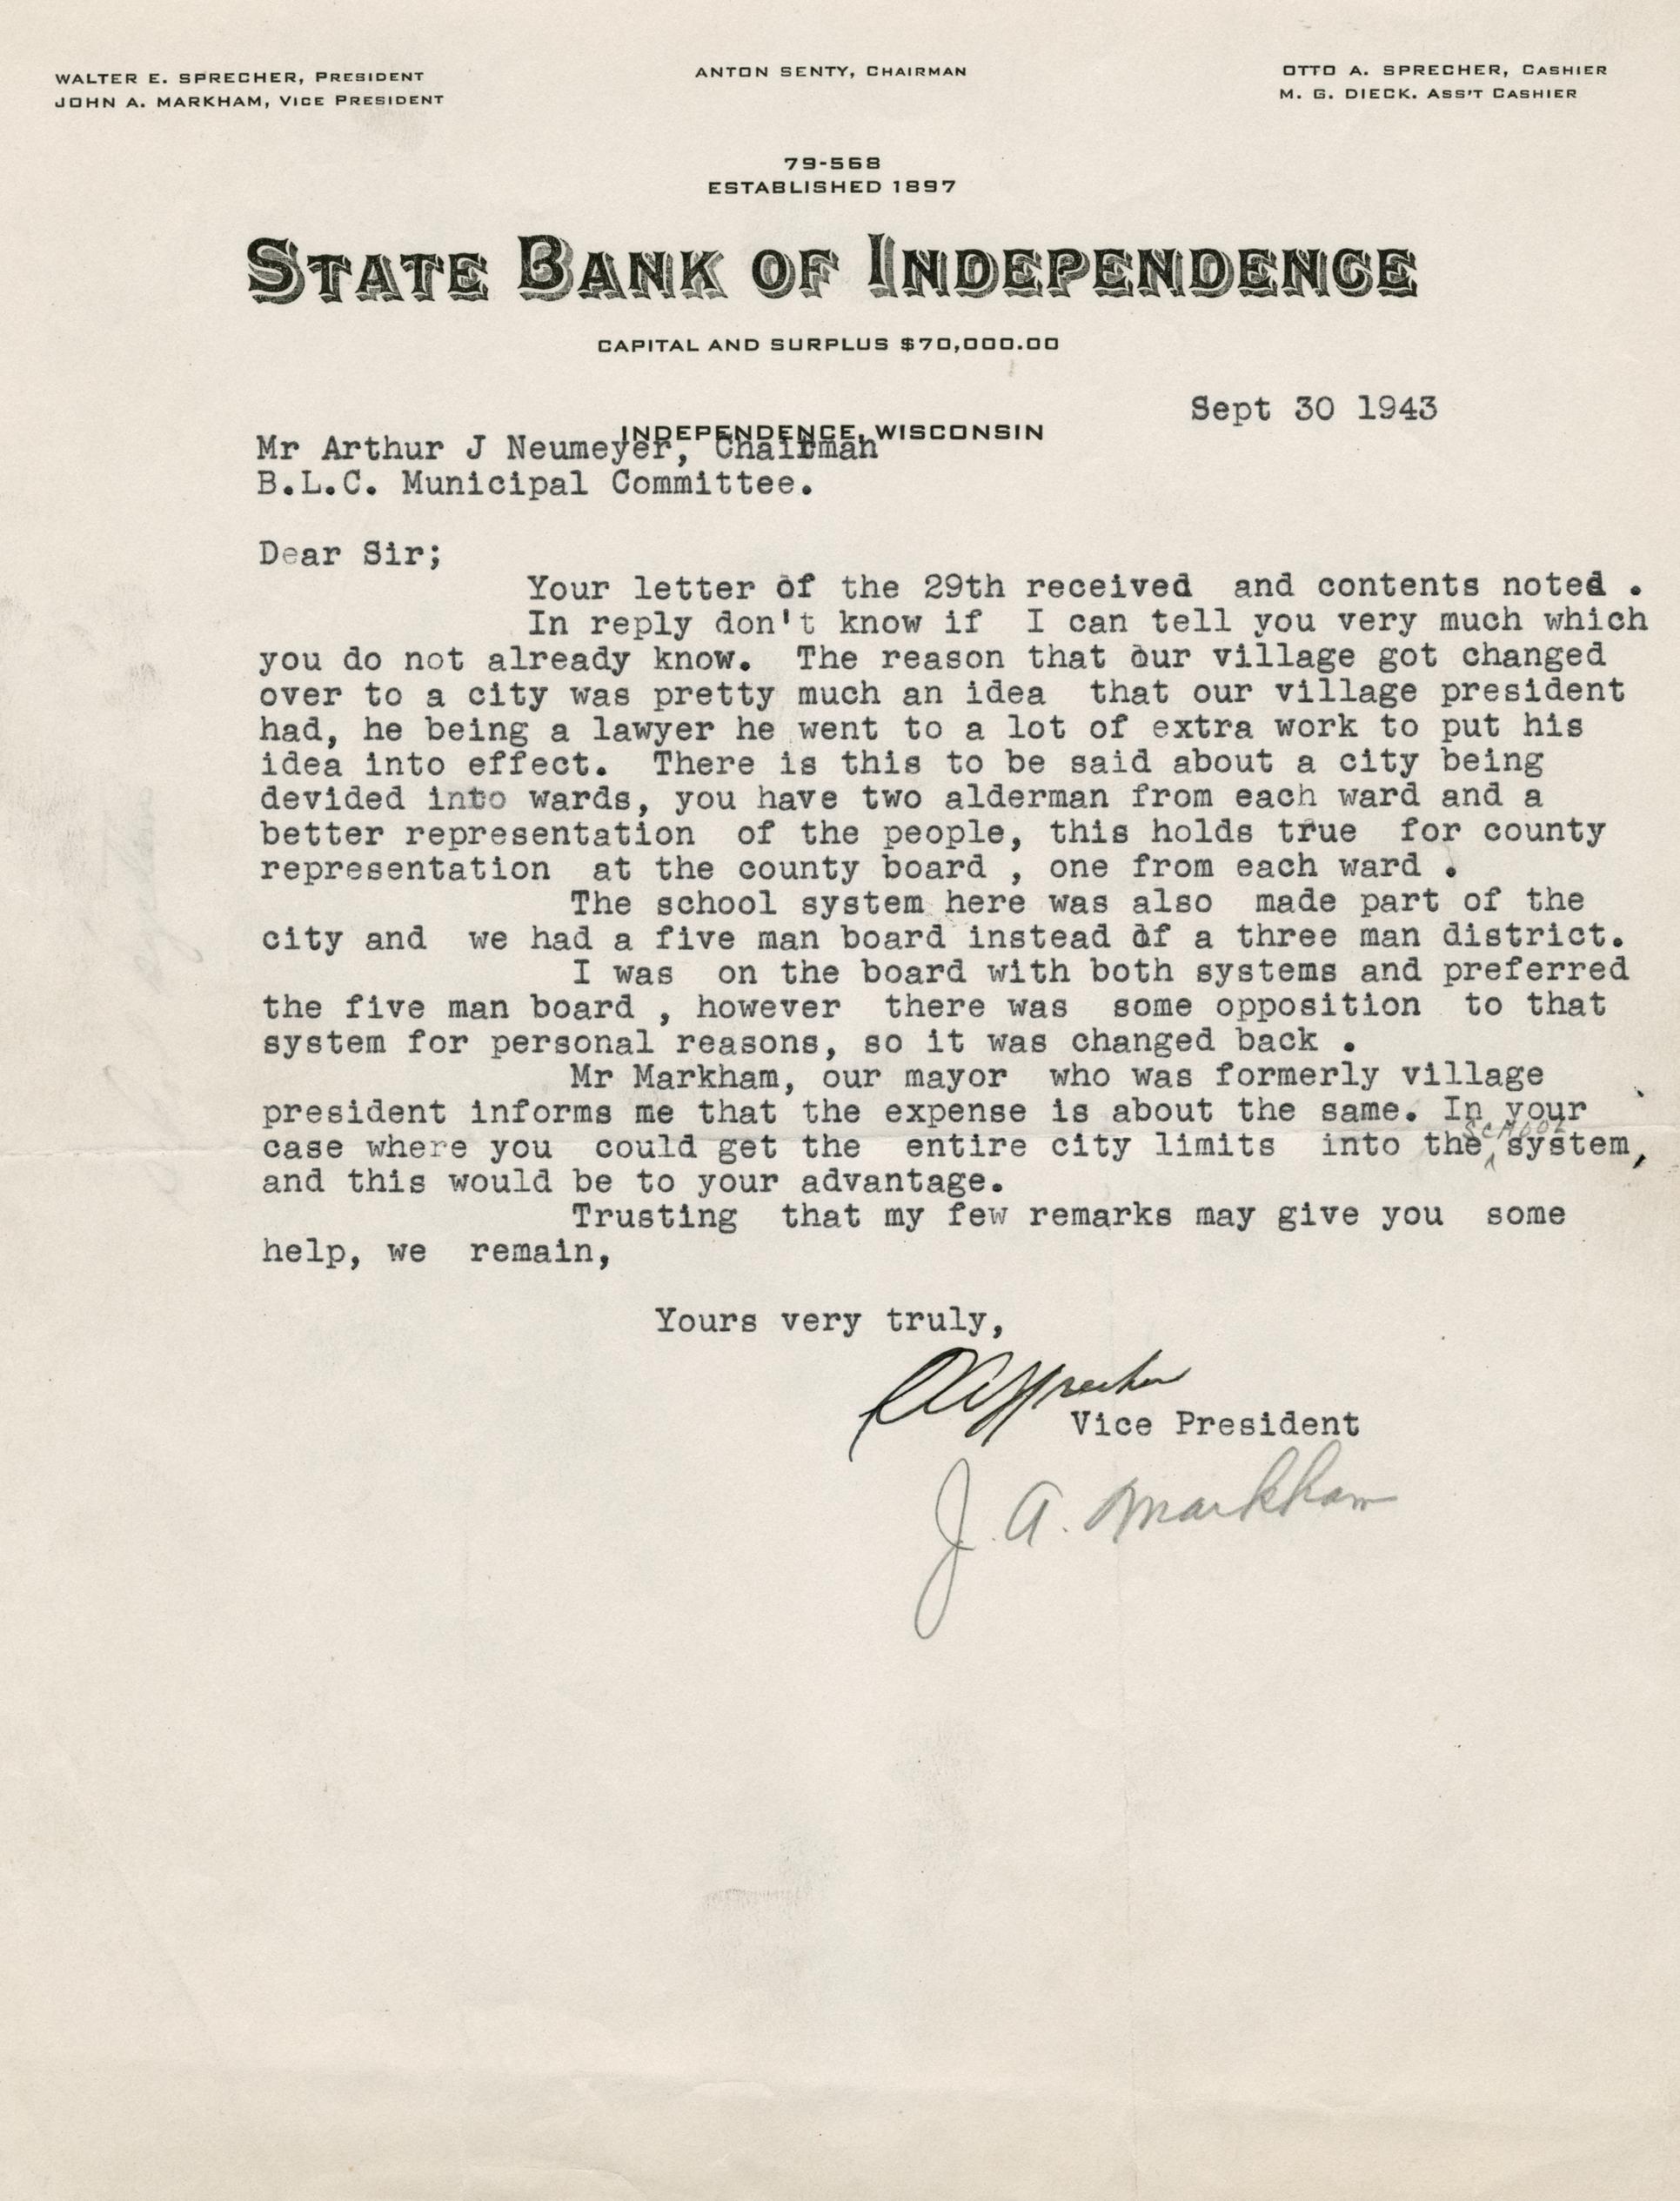 WALTER E. SPRECHER, PRESIDENT
JOHN A. MARKHAM, VICE PRESIDENT
ANTON SENTY, CHAIRMAN
OTTO A. SPRECHER, CASHIER
M. G. DIECK. ASS'T CASHIER
79-568
ESTABLISHED 1897
STATE BANK OF INDEPENDENCE
CAPITAL AND SURPLUS $70,000.00
Sept 30 1943
INDEPENDENCE, WISCONSIN
Mr Arthur J Neumeyer, Chairman
B.L.C. Municipal Committee.
Dear Sir;
Your letter of the 29th received and contents noted .
In reply don't know if I can tell you very much which
you do not already know. The reason that our village got changed
over to a city was pretty much an idea that our village president
had, he being a lawyer he went to a lot of extra work to put his
idea into effect. There is this to be said about a city being
devided into wards, you have two alderman from each ward and a
better representation of the people, this holds true for county
representation at the county board , one from each ward .
The school system here was also made part of the
city and we had a five man board instead of a three man district.
I was on the board with both systems and preferred
the five man board , however there was some opposition to that
system for personal reasons, so it was changed back .
Mr Markham, our mayor who was formerly village
president informs me that the expense is about the same. In your
case where you could get the entire city limits into the school system,
and this would be to your advantage.
Trusting that my few remarks may give you some
help, we remain,
Yours very truly,
Sprecher
Vice President
J. A. Markham